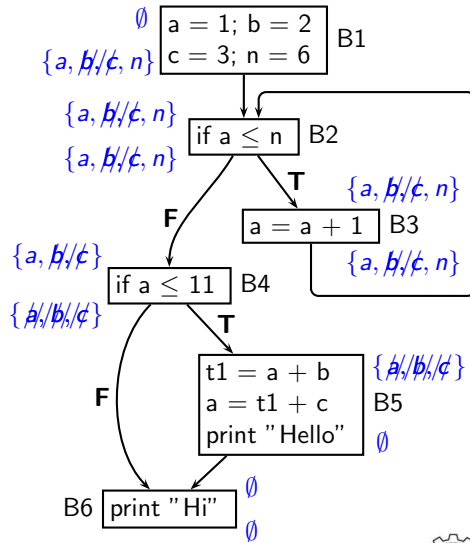 ∅
a = 1; b = 2
c = 3; n = 6
B1
{a, b, c, n}
{a, b, c, n}
if a ≤ n
B2
{a, b, c, n}
T
F
{a, b, c, n}
a = a + 1
B3
{a, b, c, n}
{a, b, c}
if a ≤ 11
B4
{a, b, c}
T
F
t1 = a + b
a = t1 + c
print "Hello"
{a, b, c}
B5
∅
B6
print "Hi"
∅
∅